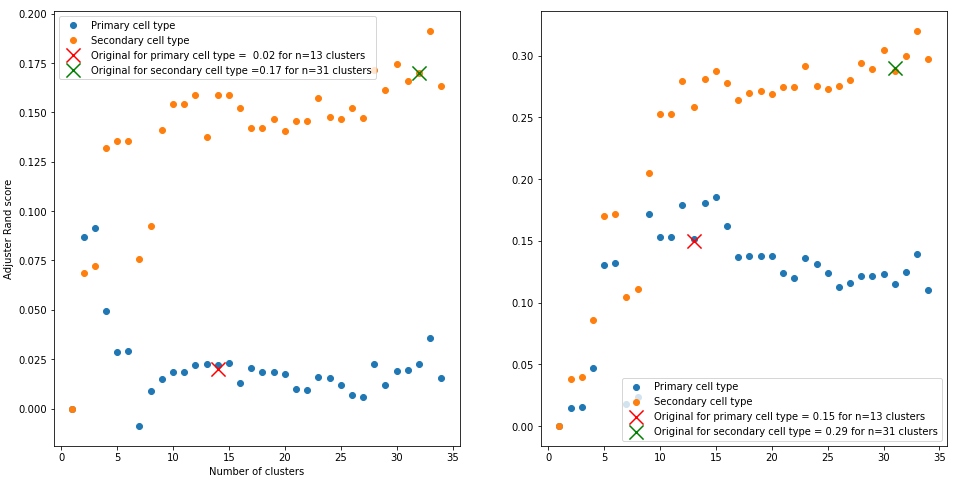 0.200
0.175
0.150
0.125
0.100
0.075
0.050
0.025
0.000
Adjuster Rand score
Primary cell type
Secondary cell type
Original for primary cell type =  0.02 for n=13 clusters
Original for secondary cell type =0.17 for n=31 clusters
0 5 10 15 20 25 30 35
Number of clusters
0.30
0.25
0.20
0.15
0.10
0.05
0.00
Primary cell type
Secondary cell type
Original for primary cell type = 0.15 for n=13 clusters
Original for secondary cell type = 0.29 for n=31 clusters
0 5 10 15 20 25 30 35